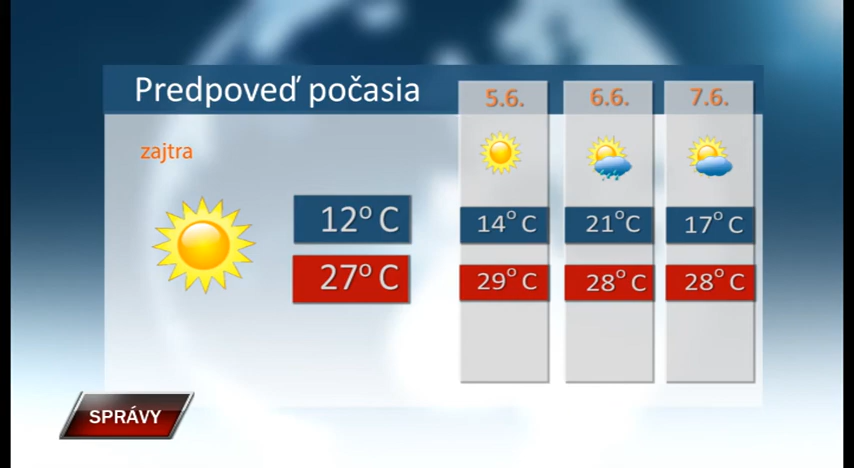 Predpoveď počasia
zajtra
12° C
27° C
5.6.
14° C
29° C
6.6.
21°C
28° C
7.6.
17° C
28° C
SPRÁVY